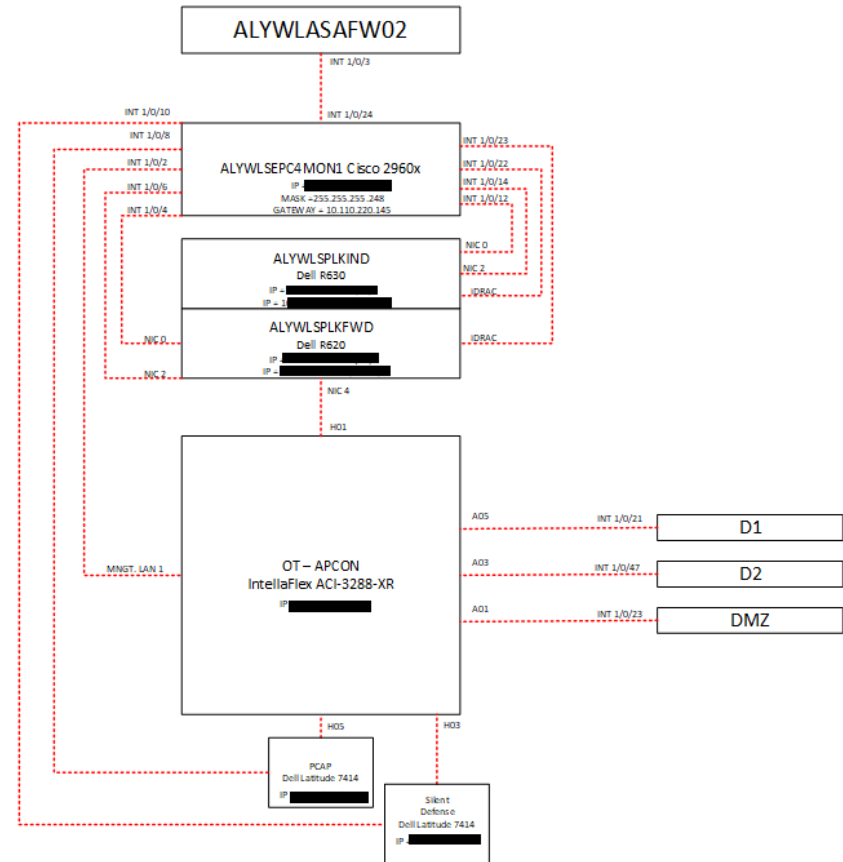 ALYWLASAFW02
INT 1/0/3
INT 1/0/10
INT 1/0/24
INT 1/0/8
INT 1/0/2
INT 1/0/6
INT 1/0/4
ALYWLSEPC4MON1 Cisco 2960x
IP =
MASK =255.255.255.248
GATEWAY = 10.110.220.145
INT 1/0/23
INT 1/0/22
INT 1/0/14
INT 1/0/12
ALYWLSPLKIND
Dell R630
IP =
IP = 1
NIC 0
NIC 2
IDRAC
ALYWLSPLKFWD
Dell R620
IP =
IP =
NIC 0
NIC 2
IDRAC
NIC 4
H01
MNGT. LAN 1
OT – APCON
IntellaFlex ACI-3288-XR
IP
A05
INT 1/0/21
D1
A03
INT 1/0/47
D2
A01
INT 1/0/23
DMZ
H05
H03
PCAP
Dell Latitude 7414
IP
Silent
Defense
Dell Latitude 7414
IP =